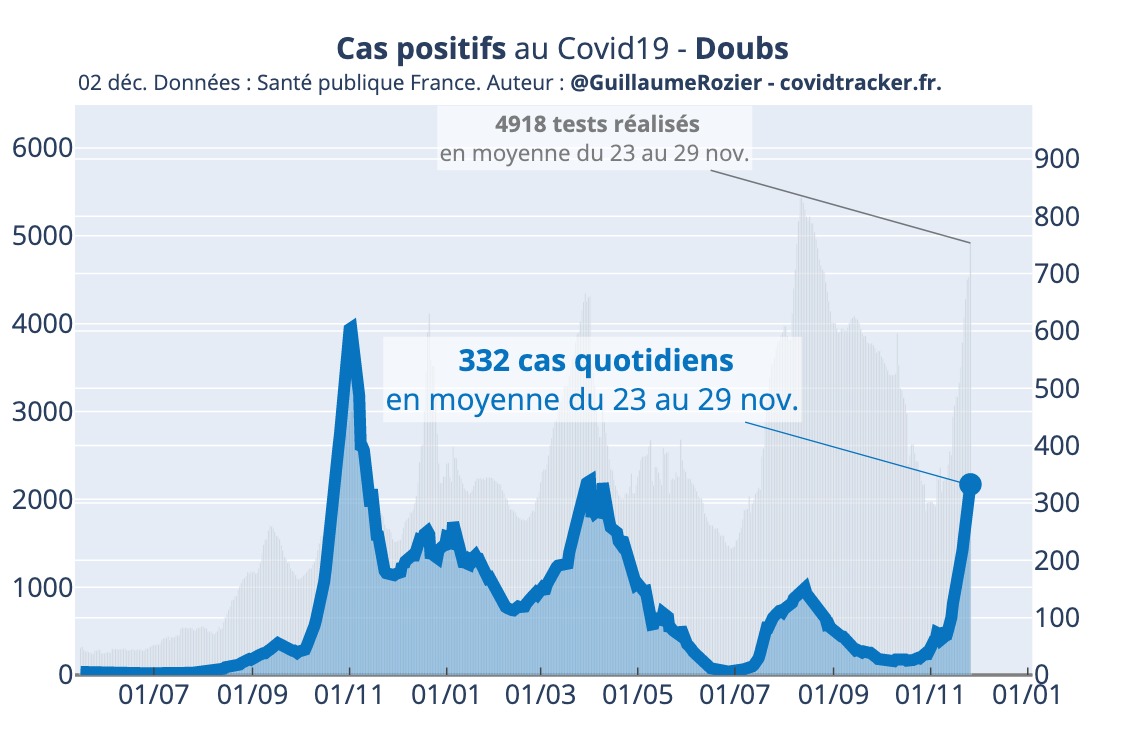 Cas positifs au Covid19 - Doubs
02 déc. Données : Santé publique France. Auteur : @GuillaumeRozier - covidtracker.fr.
4918 tests réalisés
en moyenne du 23 au 29 nov.
6000
5000
4000
3000
2000
1000
0
332 cas quotidiens
en moyenne du 23 au 29 nov.
900
800
700
600
500
400
300
200
100
0
01/07 01/09 01/11 01/01 01/03 01/05 01/07 01/09 01/11 01/01